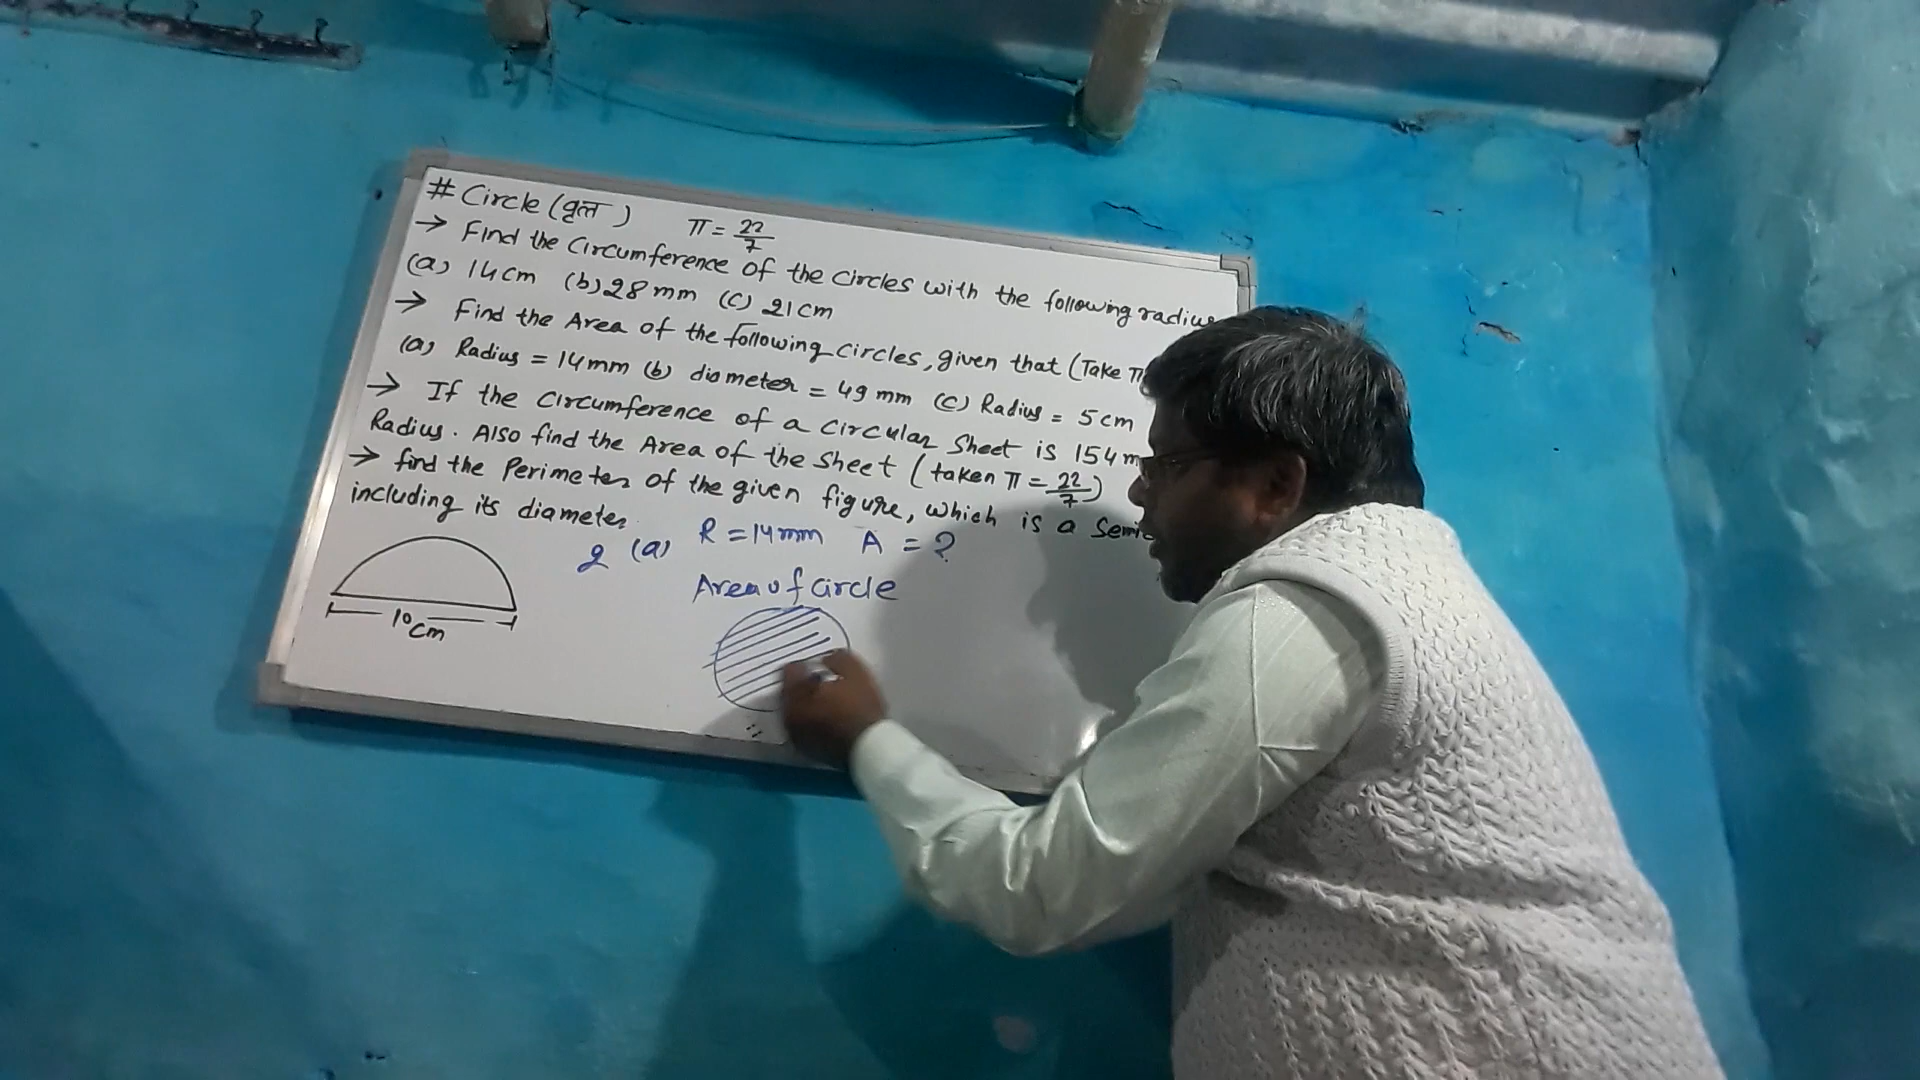 # Circle (वृत्त) π = 22/7
→ Find the Circumference of the Circles with the following radius
(a) 14cm (b) 28mm (c) 21cm
→ Find the Area of the following circles, given that (Take π
(a) Radius = 14mm (b) diameter = 49 mm (c) Radius = 5cm
→ If the circumference of a circular Sheet is 154m
Radius. Also find the Area of the Sheet (taken π = 22/7)
→ find the Perimeter of the given figure, which is a Semi
including its diameter
2 (a) R = 14mm A = ?
Area of circle
10cm